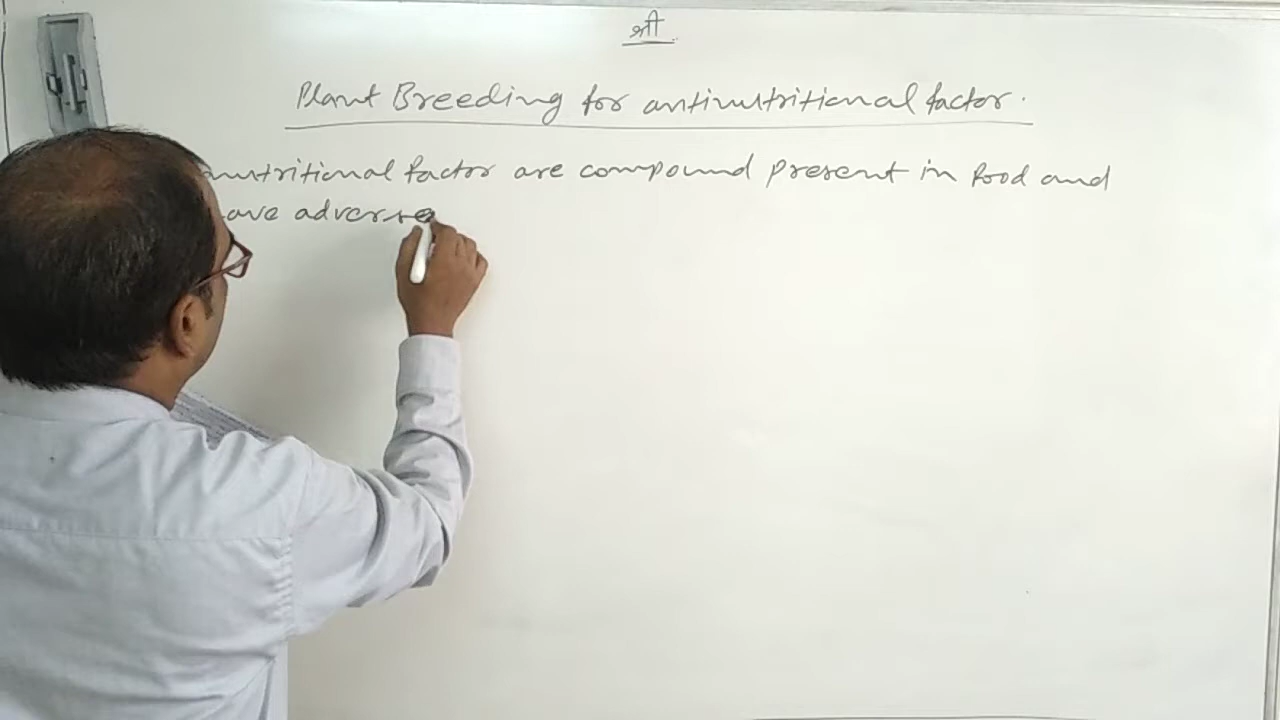 श्री
Plant Breeding for antinutritional factor.
nutritional factor are compound present in food and
ave adverse